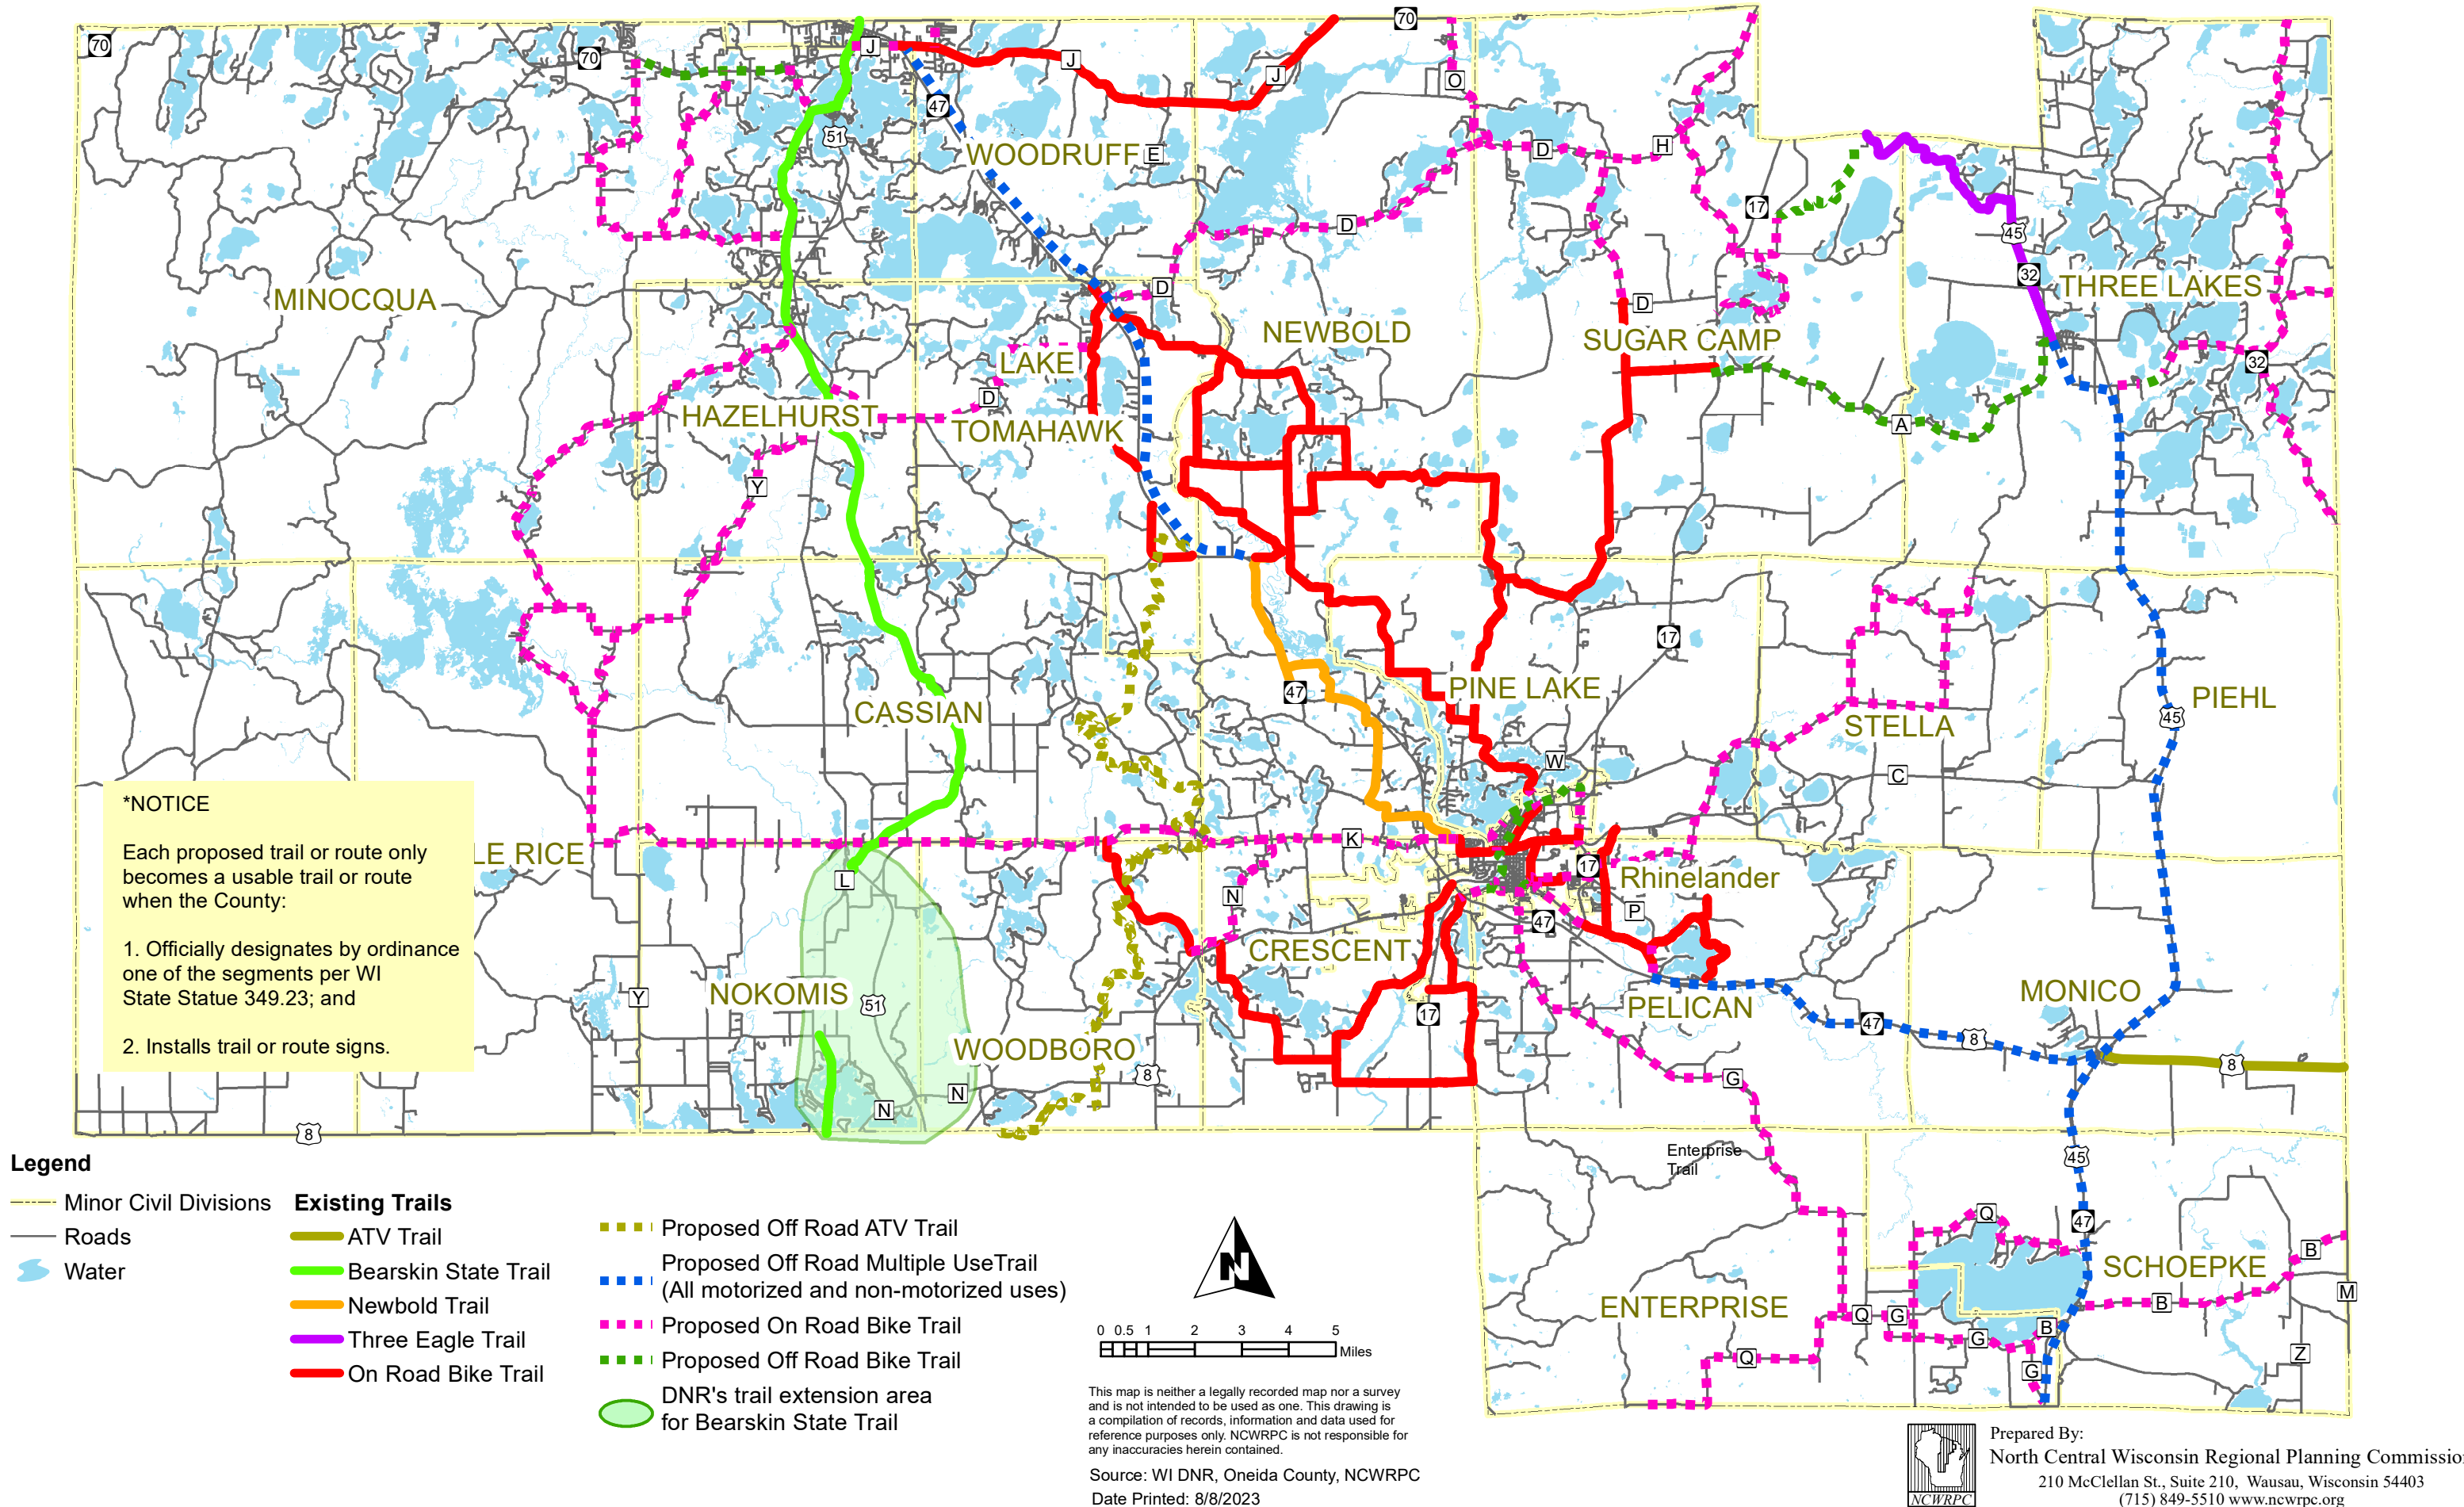 70
70
J
J
J
70
O
47
51
WOODRUFF
E
D
H
17
D
45
MINOCQUA
D
32
THREE LAKES
D
NEWBOLD
SUGAR CAMP
LAKE
32
D
HAZELHURST
TOMAHAWK
A
Y
17
47
PINE LAKE
PIEHL
45
CASSIAN
STELLA
W
C
*NOTICE
Each proposed trail or route only
becomes a usable trail or route
when the County:
1. Officially designates by ordinance
one of the segments per WI
State Statue 349.23; and
2. Installs trail or route signs.
LE RICE
K
L
17
Rhinelander
N
P
47
CRESCENT
NOKOMIS
Y
51
17
PELICAN
MONICO
47
8
WOODBORO
8
8
N
N
G
8
Enterprise
Trail
45
47
Q
SCHOEPKE
B
B
M
ENTERPRISE
Q
G
G
B
Q
G
Z
Legend
Minor Civil Divisions
Roads
Water
Existing Trails
ATV Trail
Bearskin State Trail
Newbold Trail
Three Eagle Trail
On Road Bike Trail
Proposed Off Road ATV Trail
Proposed Off Road Multiple UseTrail
(All motorized and non-motorized uses)
Proposed On Road Bike Trail
Proposed Off Road Bike Trail
DNR's trail extension area
for Bearskin State Trail
N
0 0.5 1 2 3 4 5
Miles
This map is neither a legally recorded map nor a survey
and is not intended to be used as one. This drawing is
a compilation of records, information and data used for
reference purposes only. NCWRPC is not responsible for
any inaccuracies herein contained.
Source: WI DNR, Oneida County, NCWRPC
Date Printed: 8/8/2023
NCWRPC
Prepared By:
North Central Wisconsin Regional Planning Commissio
210 McClellan St., Suite 210, Wausau, Wisconsin 54403
(715) 849-5510 www.ncwrpc.org